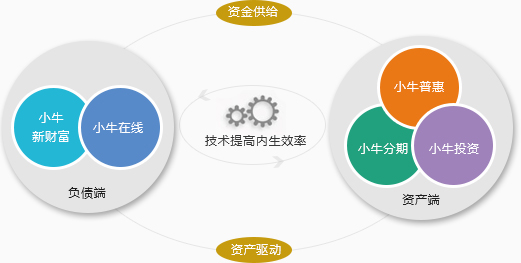 资金供给
小牛
新财富
小牛在线
负债端
技术提高内生效率
小牛普惠
小牛分期
小牛投资
资产端
资产驱动